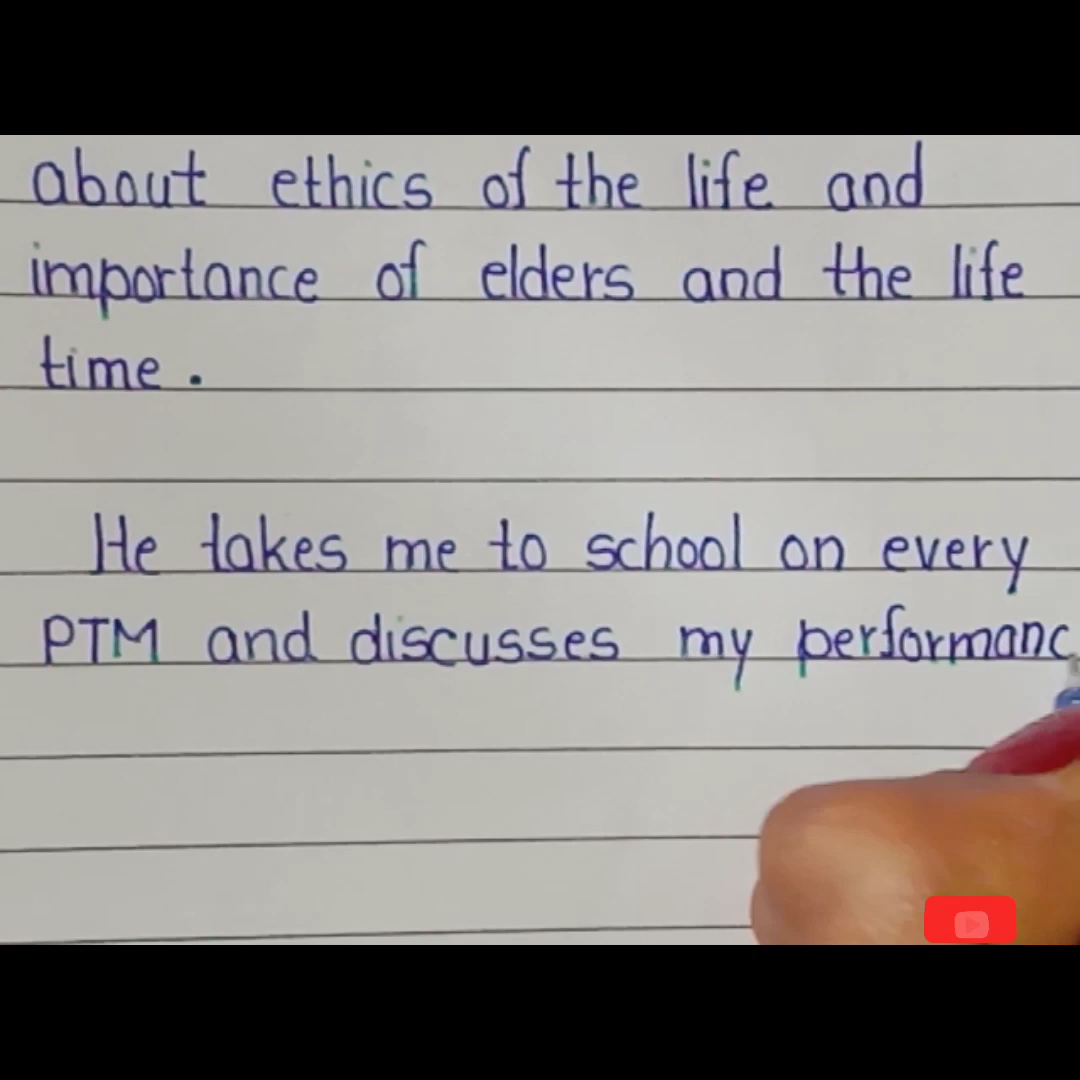 about ethics of the life and
importance of elders and the life
time.
He takes me to school on every
PTM and discusses my performanc